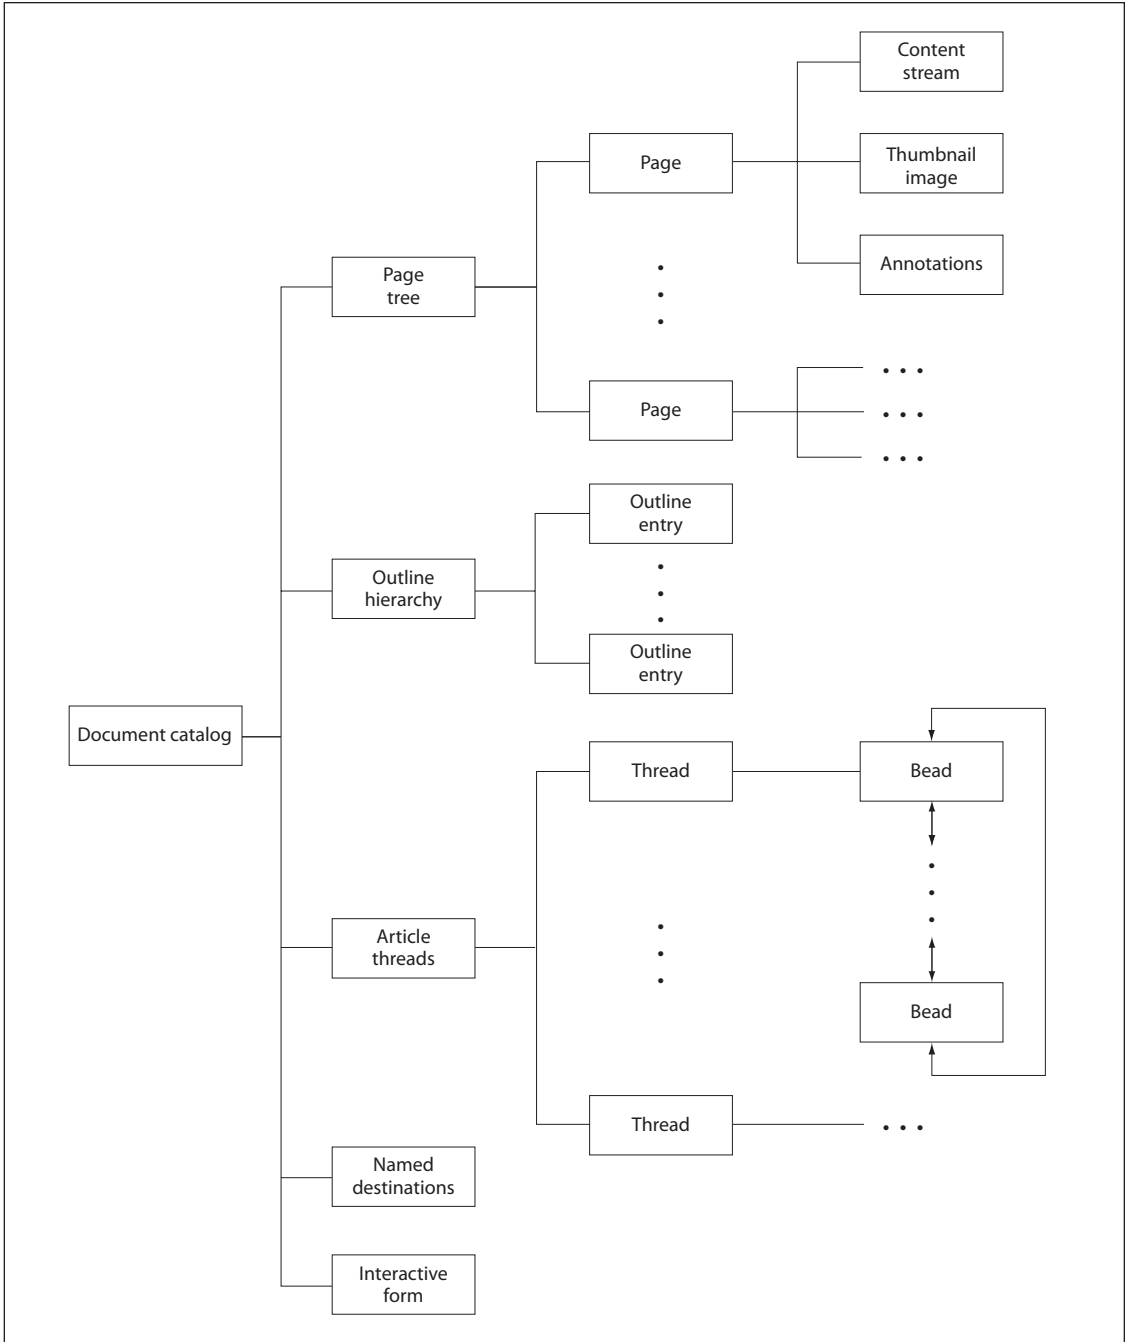 Content
stream
Page
Thumbnail
image
Annotations
Page
tree
Page
Outline
entry
Outline
hierarchy
Outline
entry
Document catalog
Thread
Bead
Article
threads
Bead
Thread
Named
destinations
Interactive
form